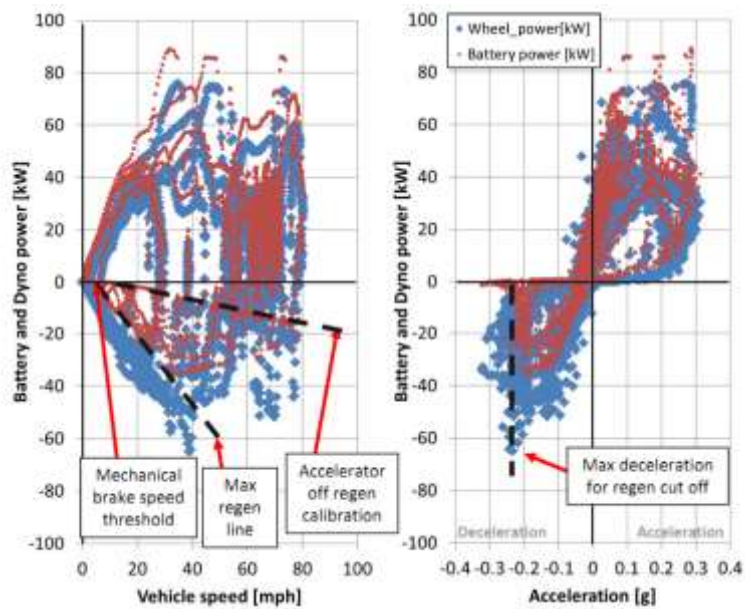 100
80
60
40
20
0
-20
-40
-60
-80
-100
Battery and Dyno power [kW]
Mechanical
brake speed
threshold
Max
regen
line
Accelerator
off regen
calibration
0 20 40 60 80 100
Vehicle speed [mph]
Wheel_power[kW]
Battery power [kW]
100
80
60
40
20
0
-20
-40
-60
-80
-100
Battery and Dyno power [kW]
Max deceleration
for regen cut off
Deceleration Acceleration
-0.4 -0.3 -0.2 -0.1 0 0.1 0.2 0.3 0.4
Acceleration [g]